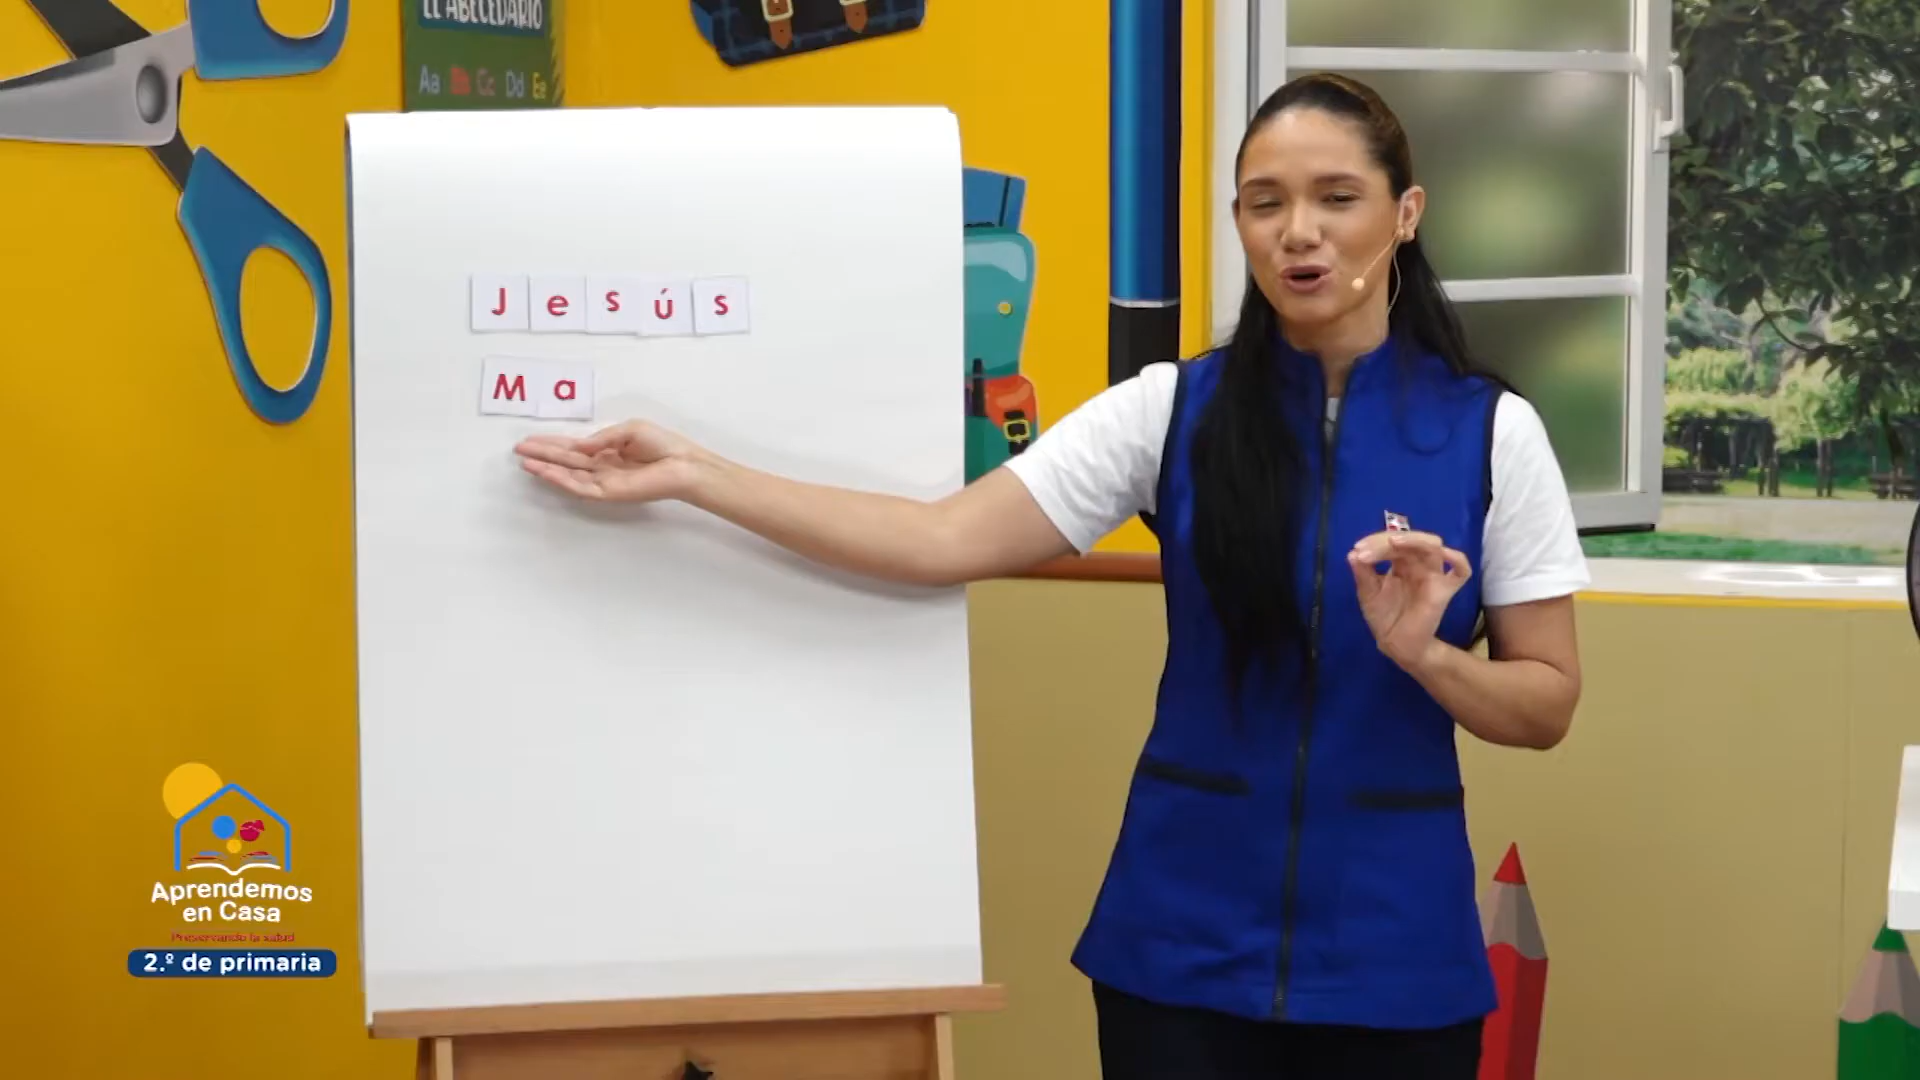 EL ABECEDARIO
Aa Bb Cc Dd Ee
Jesús
Ma
Aprendemos
en Casa
Preservando la salud
2.º de primaria